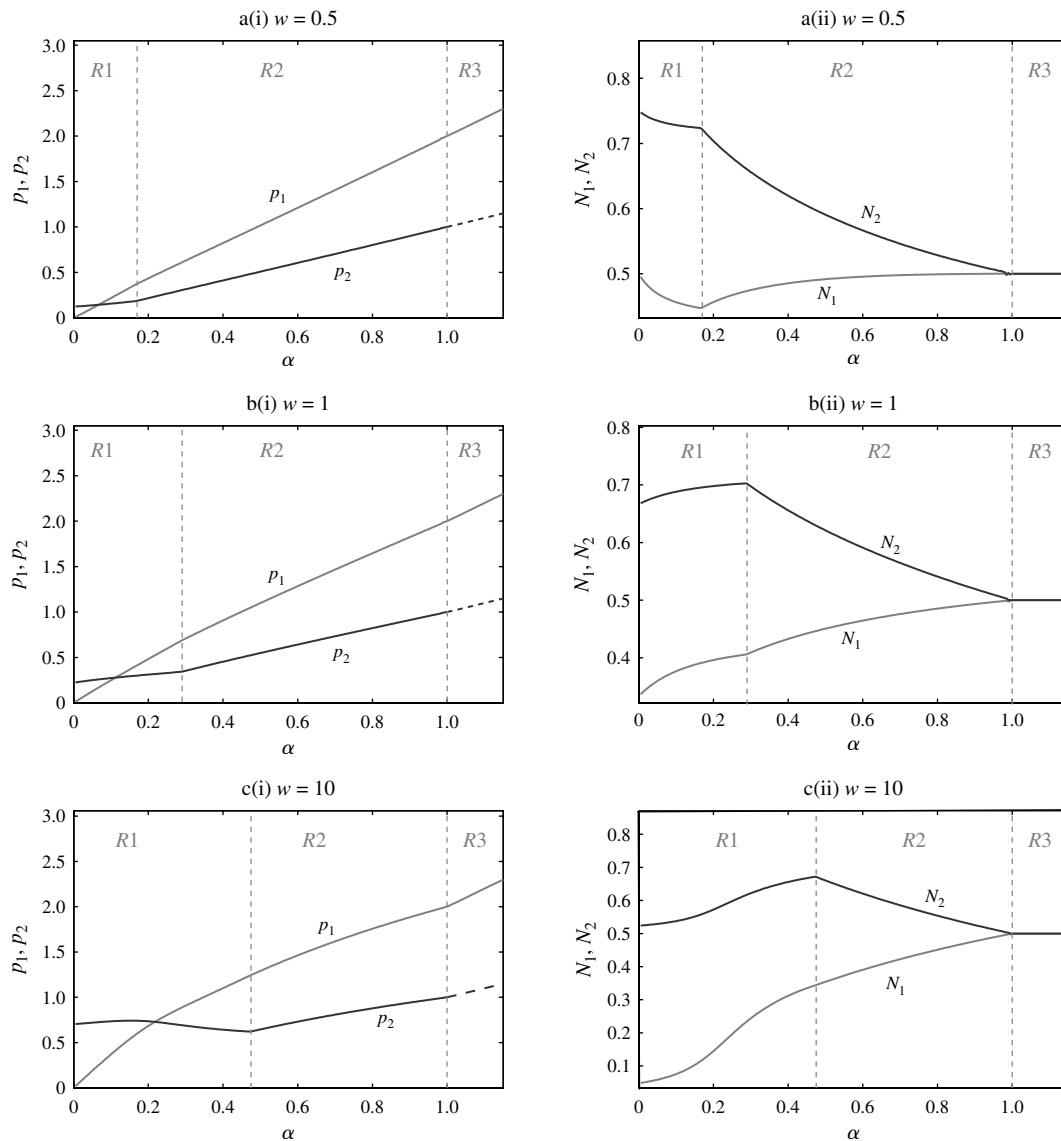 a(i) w = 0.5
3.0
2.5
2.0
1.5
1.0
0.5
0
R1
R2
R3
p1
p2
p1, p2
0
0.2
0.4
0.6
0.8
1.0
α
a(ii) w = 0.5
0.8
0.7
0.6
0.5
R1
R2
R3
N2
N1
N1, N2
0
0.2
0.4
0.6
0.8
1.0
α
b(i) w = 1
3.0
2.5
2.0
1.5
1.0
0.5
0
R1
R2
R3
p1
p2
p1, p2
0
0.2
0.4
0.6
0.8
1.0
α
b(ii) w = 1
0.8
0.7
0.6
0.5
0.4
R1
R2
R3
N2
N1
N1, N2
0
0.2
0.4
0.6
0.8
1.0
α
c(i) w = 10
3.0
2.5
2.0
1.5
1.0
0.5
0
R1
R2
R3
p1
p2
p1, p2
0
0.2
0.4
0.6
0.8
1.0
α
c(ii) w = 10
0.8
0.7
0.6
0.5
0.4
0.3
0.2
0.1
R1
R2
R3
N2
N1
N1, N2
0
0.2
0.4
0.6
0.8
1.0
α